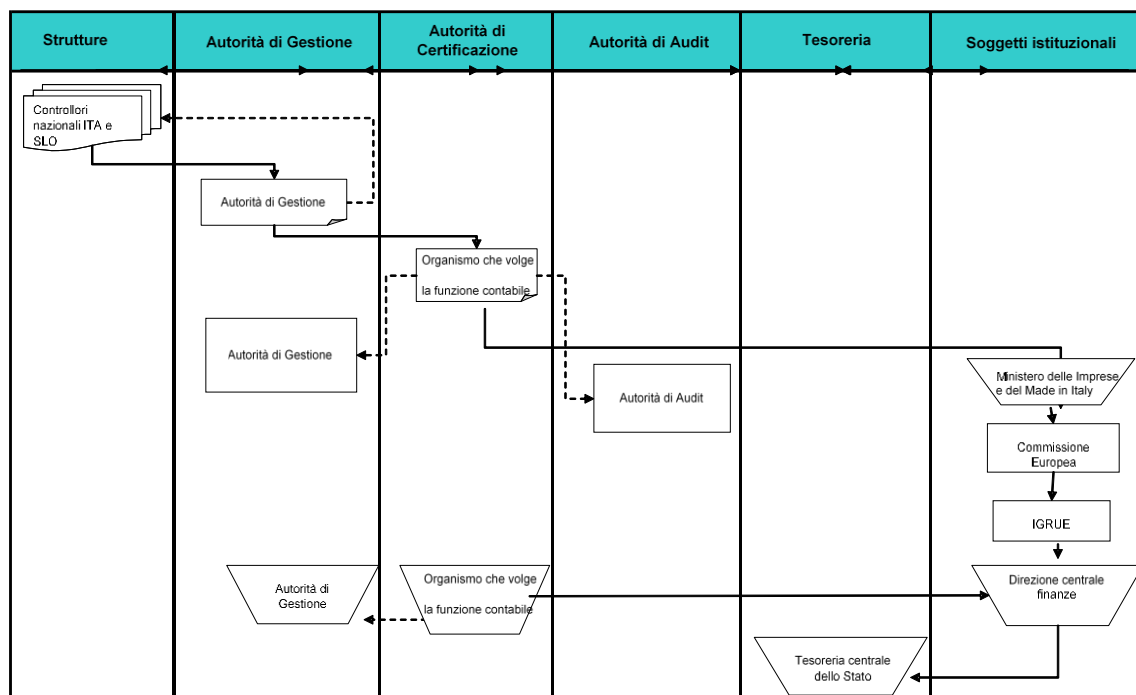 Strutture
Autorità di Gestione
Autorità di
Certificazione
Autorità di Audit
Tesoreria
Soggetti istituzionali
Controllori
nazionali ITA e
SLO
Autorità di Gestione
Organismo che volge
la funzione contabile
Autorità di Gestione
Autorità di Audit
Ministero delle Imprese
e del Made in Italy
Commissione
Europea
IGRUE
Autorità di
Gestione
Organismo che volge
la funzione contabile
Direzione centrale
finanze
Tesoreria centrale
dello Stato